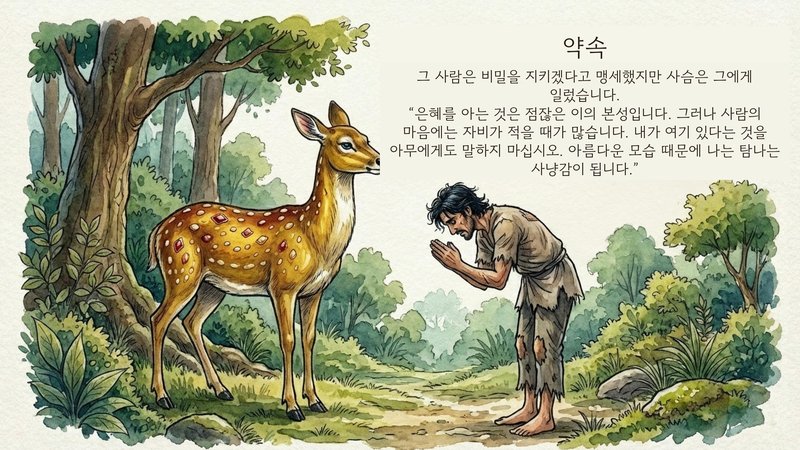 약속
그 사람은 비밀을 지키겠다고 맹세했지만 사슴은 그에게
일렀습니다.
“은혜를 아는 것은 점잖은 이의 본성입니다. 그러나 사람의
마음에는 자비가 적을 때가 많습니다. 내가 여기 있다는 것을
아무에게도 말하지 마십시오. 아름다운 모습 때문에 나는 탐나는
사냥감이 됩니다.”